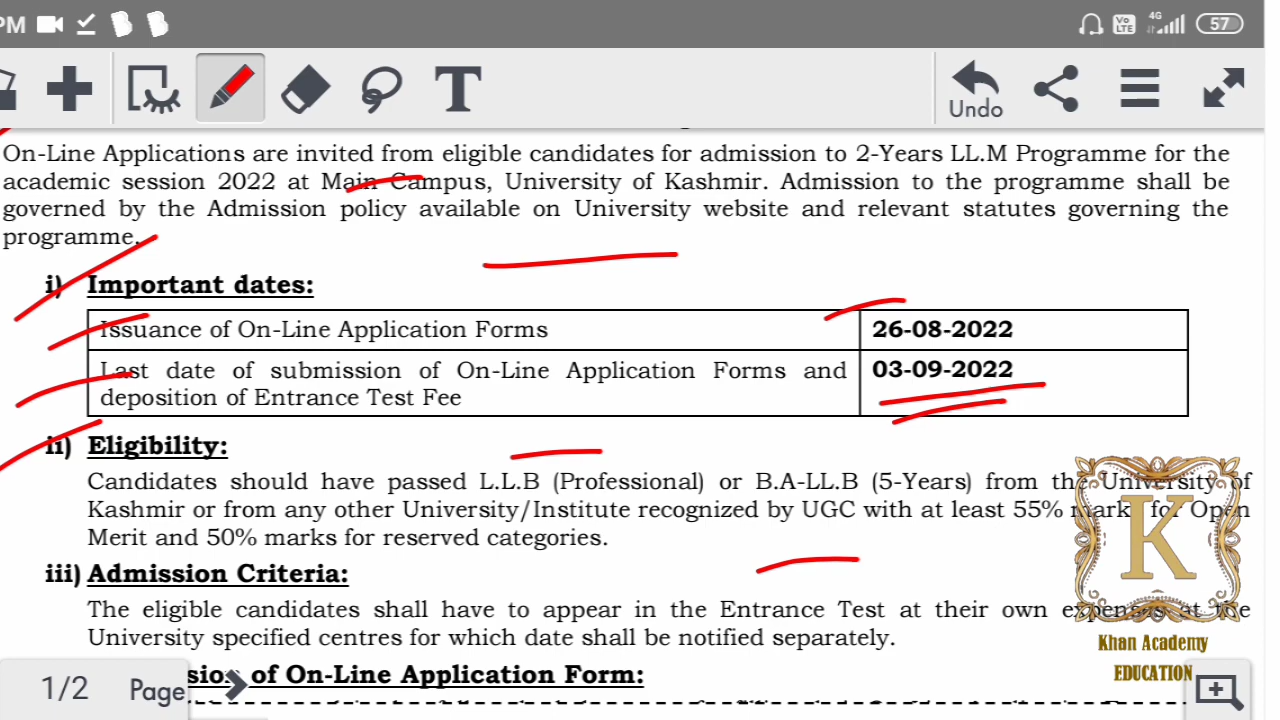 PM
Vo
LTE
4G
57
T
Undo
On-Line Applications are invited from eligible candidates for admission to 2-Years LL.M Programme for the
academic session 2022 at Main Campus, University of Kashmir. Admission to the programme shall be
governed by the Admission policy available on University website and relevant statutes governing the
programme.
i) Important dates:
Issuance of On-Line Application Forms 26-08-2022
Last date of submission of On-Line Application Forms and 03-09-2022
deposition of Entrance Test Fee
ii) Eligibility:
Candidates should have passed L.L.B (Professional) or B.A-LL.B (5-Years) from the University of
Kashmir or from any other University/Institute recognized by UGC with at least 55% marks for Open
Merit and 50% marks for reserved categories.
iii) Admission Criteria:
The eligible candidates shall have to appear in the Entrance Test at their own expenses at the
University specified centres for which date shall be notified separately.
K
Khan Academy
EDUCATION
sion of On-Line Application Form:
1/2 Page